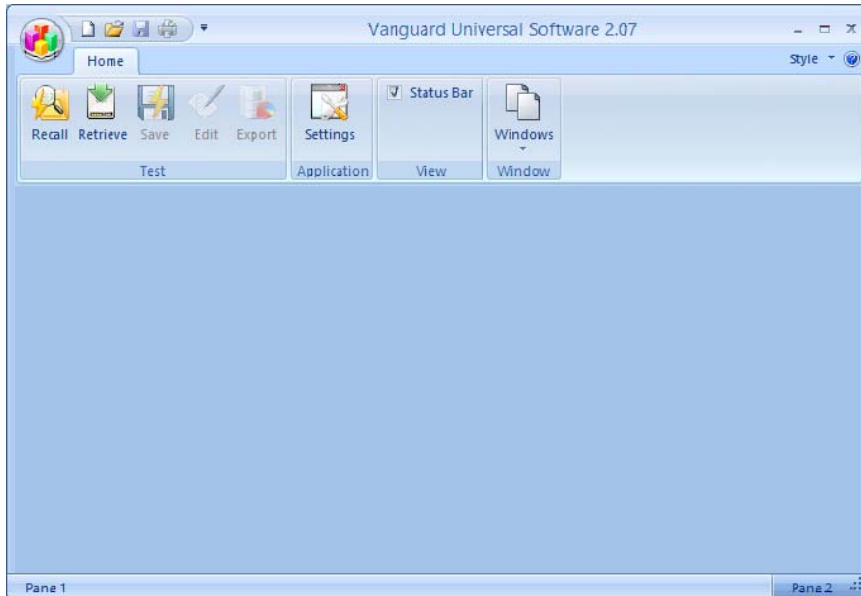 Vanguard Universal Software 2.07
Home
Style
Recall Retrieve Save Edit Export
Settings
Status Bar
Windows
Test
Application
View
Window
Pane 1
Pane 2